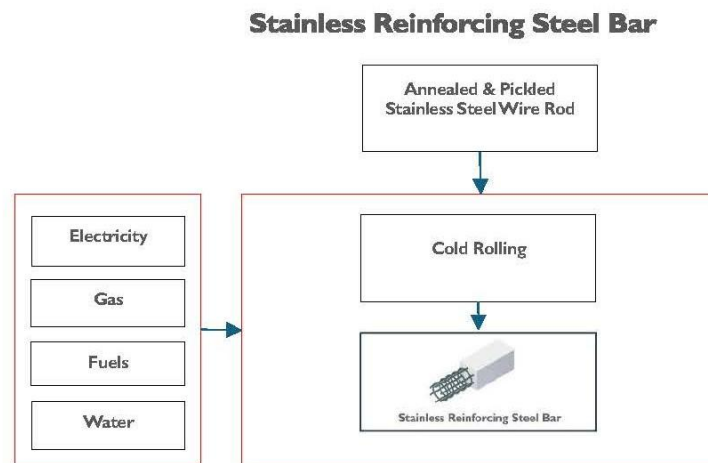 Stainless Reinforcing Steel Bar
Annealed & Pickled
Stainless Steel Wire Rod
Electricity
Gas
Fuels
Water
Cold Rolling
Stainless Reinforcing Steel Bar